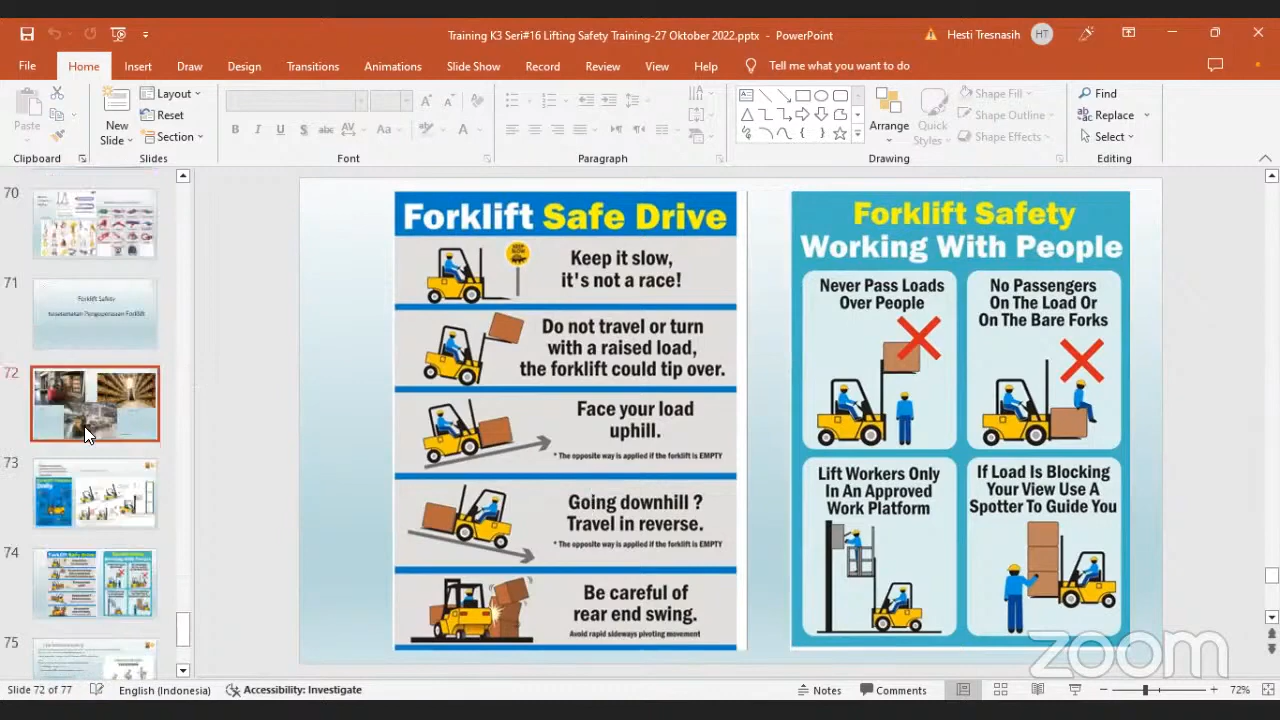 Training K3 Seri#16 Lifting Safety Training-27 Oktober 2022.pptx - PowerPoint
Hesti Tresnasih
HT
File
Home
Insert
Draw
Design
Transitions
Animations
Slide Show
Record
Review
View
Help
Tell me what you want to do
Paste
Clipboard
New
Slide
Layout
Reset
Section
Slides
Font
Paragraph
Arrange
Quick
Styles
Shape Fill
Shape Outline
Shape Effects
Drawing
Find
Replace
Select
Editing
70
71
Forklift Safety
Keselamatan Pengoperasian Forklift
72
73
74
75
Forklift Safe Drive
Keep it slow,
it's not a race!
Do not travel or turn
with a raised load,
the forklift could tip over.
Face your load
uphill.
* The opposite way is applied if the forklift is EMPTY
Going downhill ?
Travel in reverse.
* The opposite way is applied if the forklift is EMPTY
Be careful of
rear end swing.
Avoid rapid sideways pivoting movement
Forklift Safety
Working With People
Never Pass Loads
Over People
No Passengers
On The Load Or
On The Bare Forks
Lift Workers Only
In An Approved
Work Platform
If Load Is Blocking
Your View Use A
Spotter To Guide You
zoom
Slide 72 of 77
English (Indonesia)
Accessibility: Investigate
Notes
Comments
72%